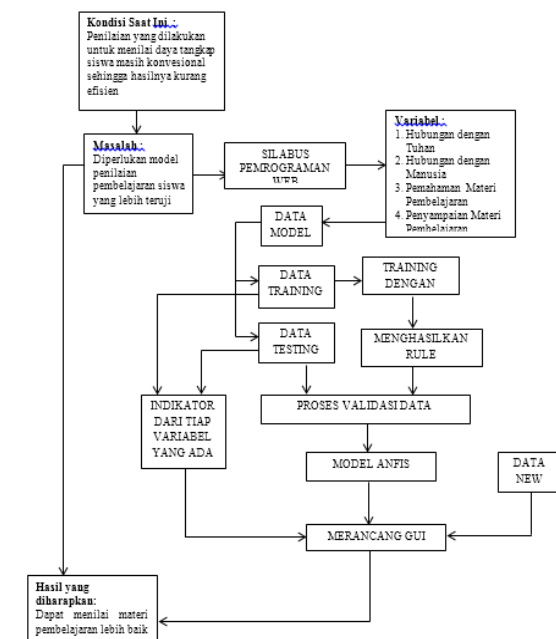 Kondisi Saat Ini :
Penilaian yang dilakukan
untuk menilai daya tangkap
siswa masih konvesional
sehingga hasilnya kurang
efisien
Masalah :
Diperlukan model
penilaian
pembelajaran siswa
yang lebih teruji
SILABUS
PEMROGRAMAN
WEB
Variabel :
1. Hubungan dengan
Tuhan
2. Hubungan dengan
Manusia
3. Pemahaman Materi
Pembelajaran
4. Penyampaian Materi
Pembelajaran
DATA
MODEL
DATA
TRAINING
TRAINING
DENGAN
DATA
TESTING
MENGHASILKAN
RULE
INDIKATOR
DARI TIAP
VARIABEL
YANG ADA
PROSES VALIDASI DATA
MODEL ANFIS
DATA
NEW
MERANCANG GUI
Hasil yang
diharapkan:
Dapat menilai materi
pembelajaran lebih baik